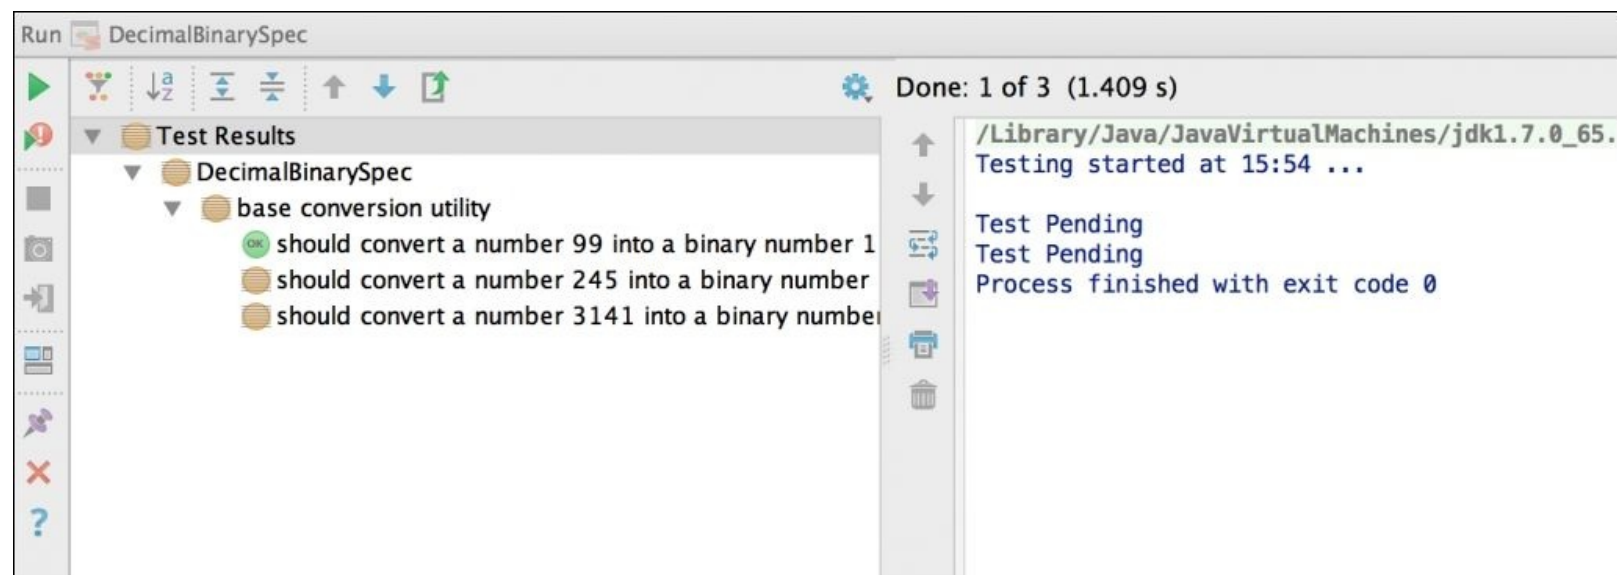 Run DecimalBinarySpec
Done: 1 of 3 (1.409 s)
Test Results
DecimalBinarySpec
base conversion utility
OK should convert a number 99 into a binary number 1
should convert a number 245 into a binary number
should convert a number 3141 into a binary number
/Library/Java/JavaVirtualMachines/jdk1.7.0_65.
Testing started at 15:54 ...
Test Pending
Test Pending
Process finished with exit code 0